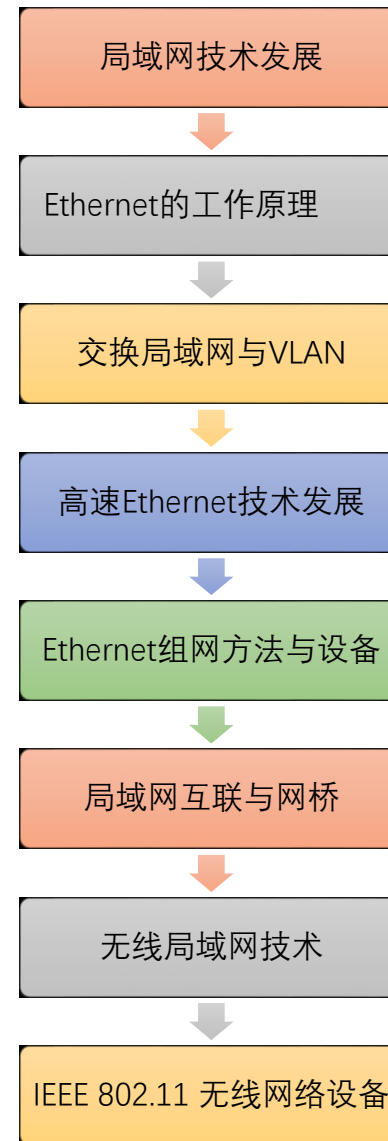 局域网技术发展
Ethernet的工作原理
交换局域网与VLAN
高速Ethernet技术发展
Ethernet组网方法与设备
局域网互联与网桥
无线局域网技术
IEEE 802.11 无线网络设备